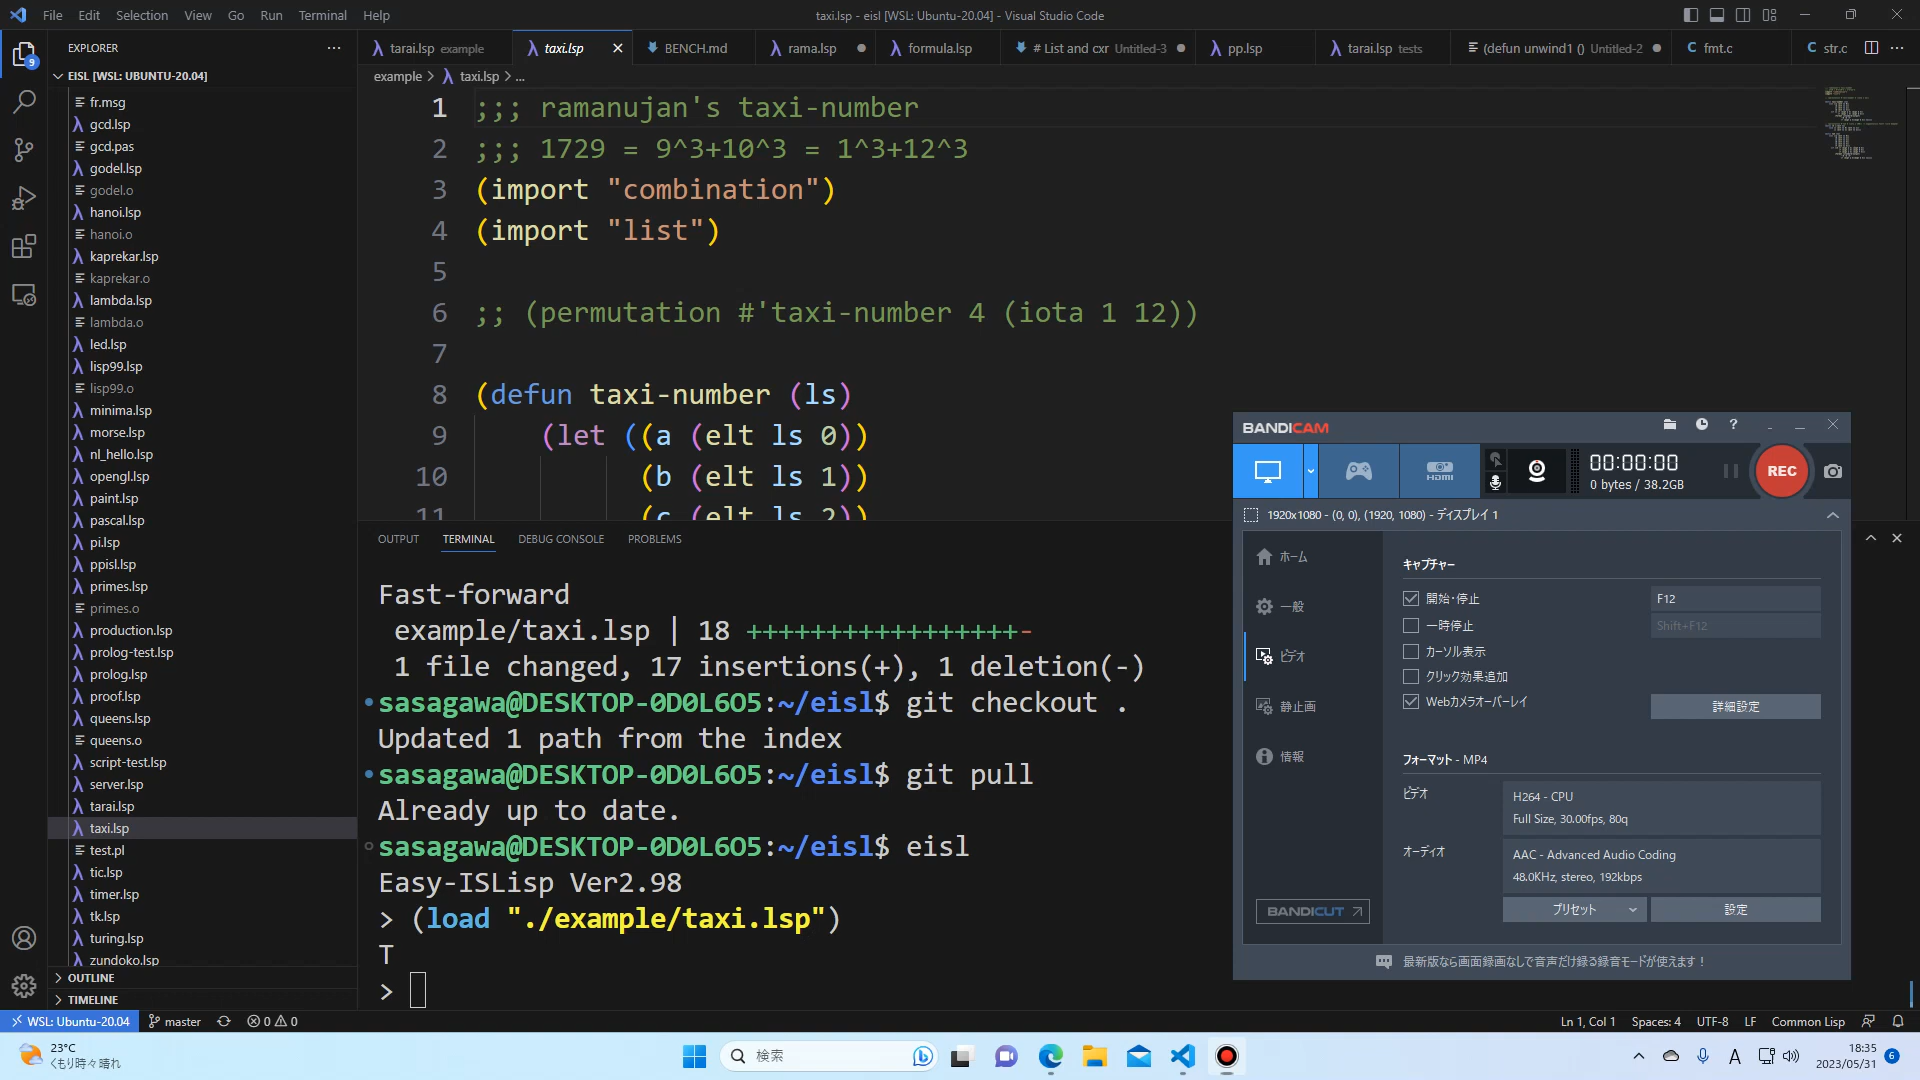 File Edit Selection View Go Run Terminal Help
taxi.lsp - eisl [WSL: Ubuntu-20.04] - Visual Studio Code
EXPLORER
EISL [WSL: UBUNTU-20.04]
fr.msg
gcd.lsp
gcd.pas
godel.lsp
godel.o
hanoi.lsp
hanoi.o
kaprekar.lsp
kaprekar.o
lambda.lsp
lambda.o
led.lsp
lisp99.lsp
lisp99.o
minima.lsp
morse.lsp
nl_hello.lsp
opengl.lsp
paint.lsp
pascal.lsp
pi.lsp
ppisl.lsp
primes.lsp
primes.o
production.lsp
prolog-test.lsp
prolog.lsp
proof.lsp
queens.lsp
queens.o
script-test.lsp
server.lsp
tarai.lsp
taxi.lsp
test.pl
tic.lsp
timer.lsp
tk.lsp
turing.lsp
zundoko.lsp
OUTLINE
TIMELINE
9
tarai.lsp example
taxi.lsp
BENCH.md
rama.lsp
formula.lsp
# List and cxr Untitled-3
pp.lsp
tarai.lsp tests
(defun unwind1 () Untitled-2
fmt.c
str.c
example > taxi.lsp > ...
1 ;;; ramanujan's taxi-number
2 ;;; 1729 = 9^3+10^3 = 1^3+12^3
3 (import "combination")
4 (import "list")
5
6 ;; (permutation #'taxi-number 4 (iota 1 12))
7
8 (defun taxi-number (ls)
9 (let ((a (elt ls 0))
10 (b (elt ls 1))
11 (c (elt ls 2))
OUTPUT TERMINAL DEBUG CONSOLE PROBLEMS
Fast-forward
example/taxi.lsp | 18 +++++++++++++++++-
1 file changed, 17 insertions(+), 1 deletion(-)
sasagawa@DESKTOP-0D0L6O5:~/eisl$ git checkout .
Updated 1 path from the index
sasagawa@DESKTOP-0D0L6O5:~/eisl$ git pull
Already up to date.
sasagawa@DESKTOP-0D0L6O5:~/eisl$ eisl
Easy-ISLisp Ver2.98
> (load "./example/taxi.lsp")
T
>
BANDICAM
?
HDMI
00:00:00
0 bytes / 38.2GB
REC
1920x1080 - (0, 0), (1920, 1080) - ディスプレイ 1
ホーム
一般
ビデオ
静止画
情報
BANDICUT
キャプチャー
開始・停止 F12
一時停止 Shift+F12
カーソル表示
クリック効果追加
Webカメラオーバーレイ
詳細設定
フォーマット - MP4
ビデオ
H264 - CPU
Full Size, 30.00fps, 80q
オーディオ
AAC - Advanced Audio Coding
48.0KHz, stereo, 192kbps
プリセット 設定
最新版なら画面録画なしで音声だけ録る録音モードが使えます！
WSL: Ubuntu-20.04 master 0 0
Ln 1, Col 1 Spaces: 4 UTF-8 LF Common Lisp
23°C
くもり時々晴れ
検索
A
18:35
2023/05/31
6